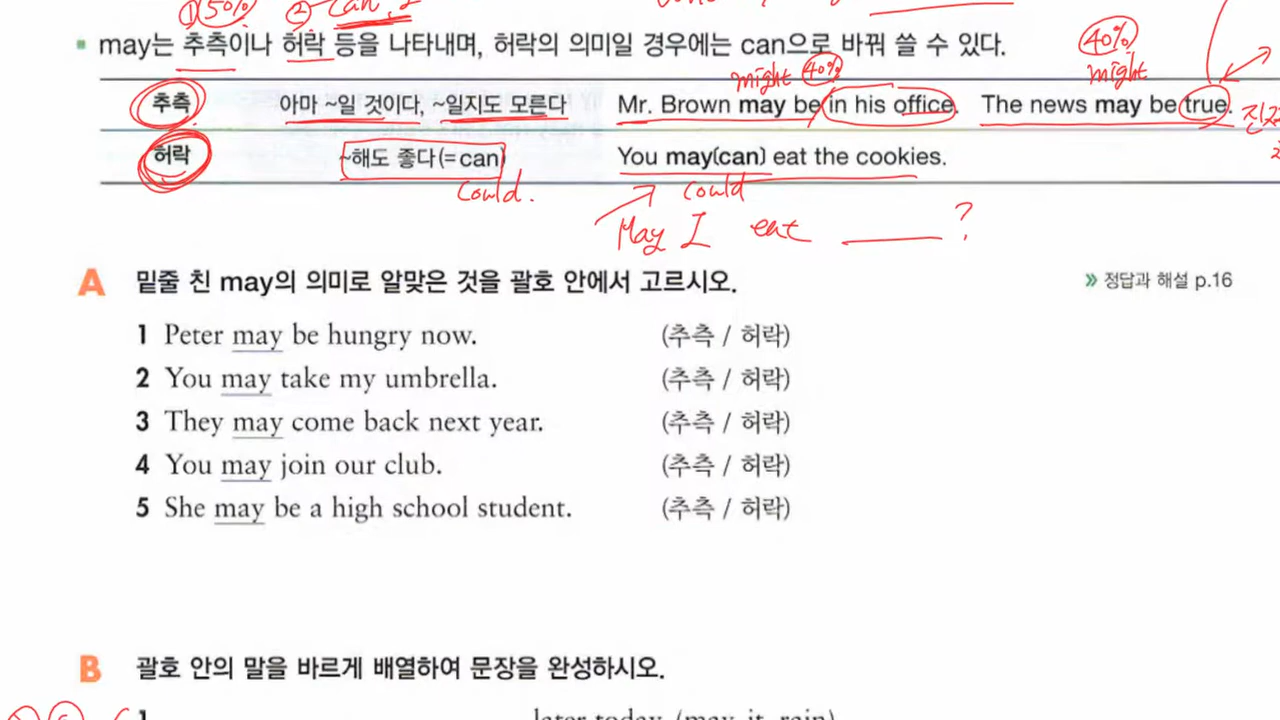 ① 50% ② can
■ may는 추측이나 허락 등을 나타내며, 허락의 의미일 경우에는 can으로 바꿔 쓸 수 있다.
40%
might 40% might
추측 아마 ~일 것이다, ~일지도 모른다 Mr. Brown may be in his office. The news may be true.
허락 ~해도 좋다(=can) You may(can) eat the cookies.
could. could
May I eat ____?
A 밑줄 친 may의 의미로 알맞은 것을 괄호 안에서 고르시오. » 정답과 해설 p.16
1 Peter may be hungry now. (추측 / 허락)
2 You may take my umbrella. (추측 / 허락)
3 They may come back next year. (추측 / 허락)
4 You may join our club. (추측 / 허락)
5 She may be a high school student. (추측 / 허락)
B 괄호 안의 말을 바르게 배열하여 문장을 완성하시오.
1 later today. (may, it, rain)